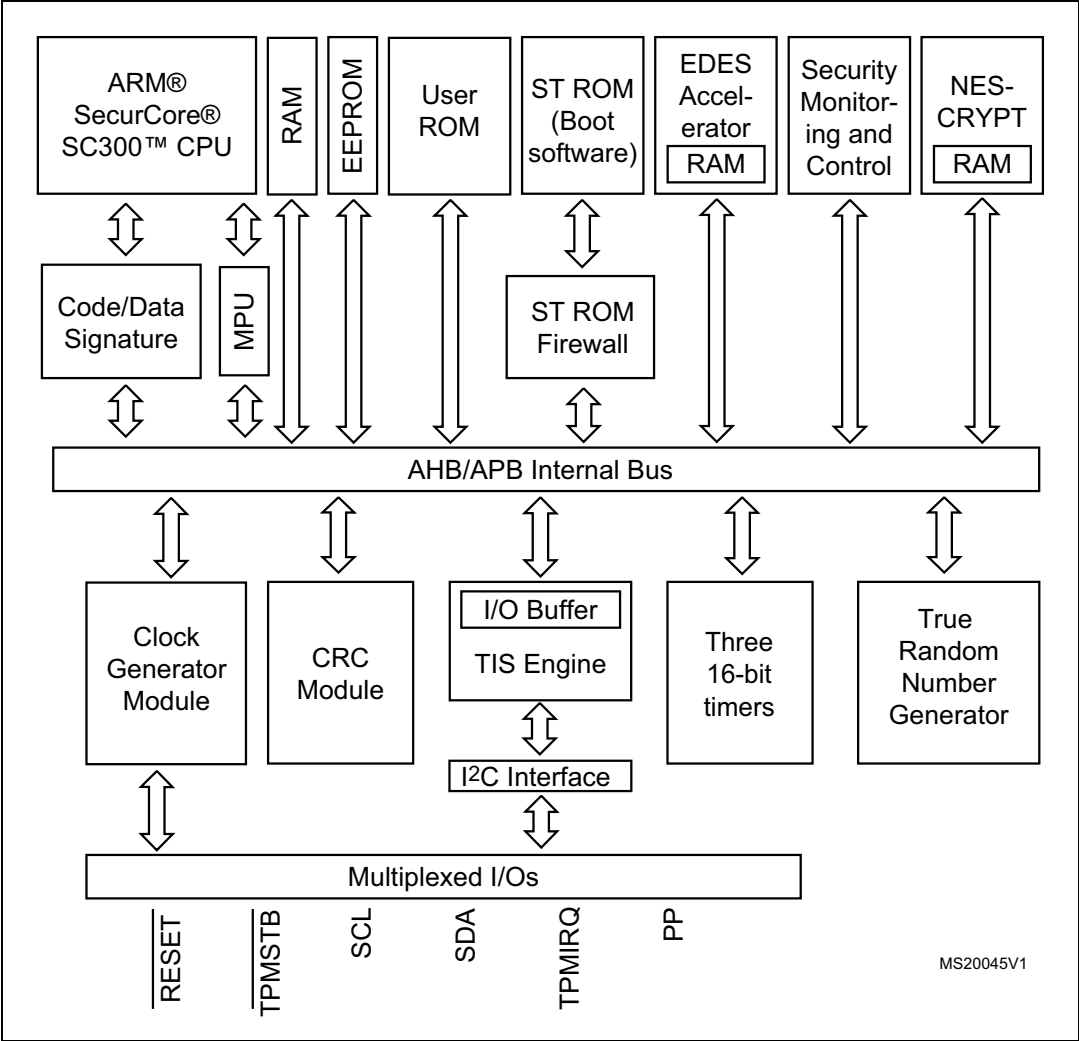 ARM®
SecurCore®
SC300™ CPU
RAM
EEPROM
User
ROM
ST ROM
(Boot
software)
EDES
Accel-
erator
RAM
Security
Monitor-
ing and
Control
NES-
CRYPT
RAM
Code/Data
Signature
MPU
ST ROM
Firewall
AHB/APB Internal Bus
Clock
Generator
Module
CRC
Module
I/O Buffer
TIS Engine
Three
16-bit
timers
True
Random
Number
Generator
I²C Interface
Multiplexed I/Os
RESET
TPMSTB
SCL
SDA
TPMIRQ
PP
MS20045V1